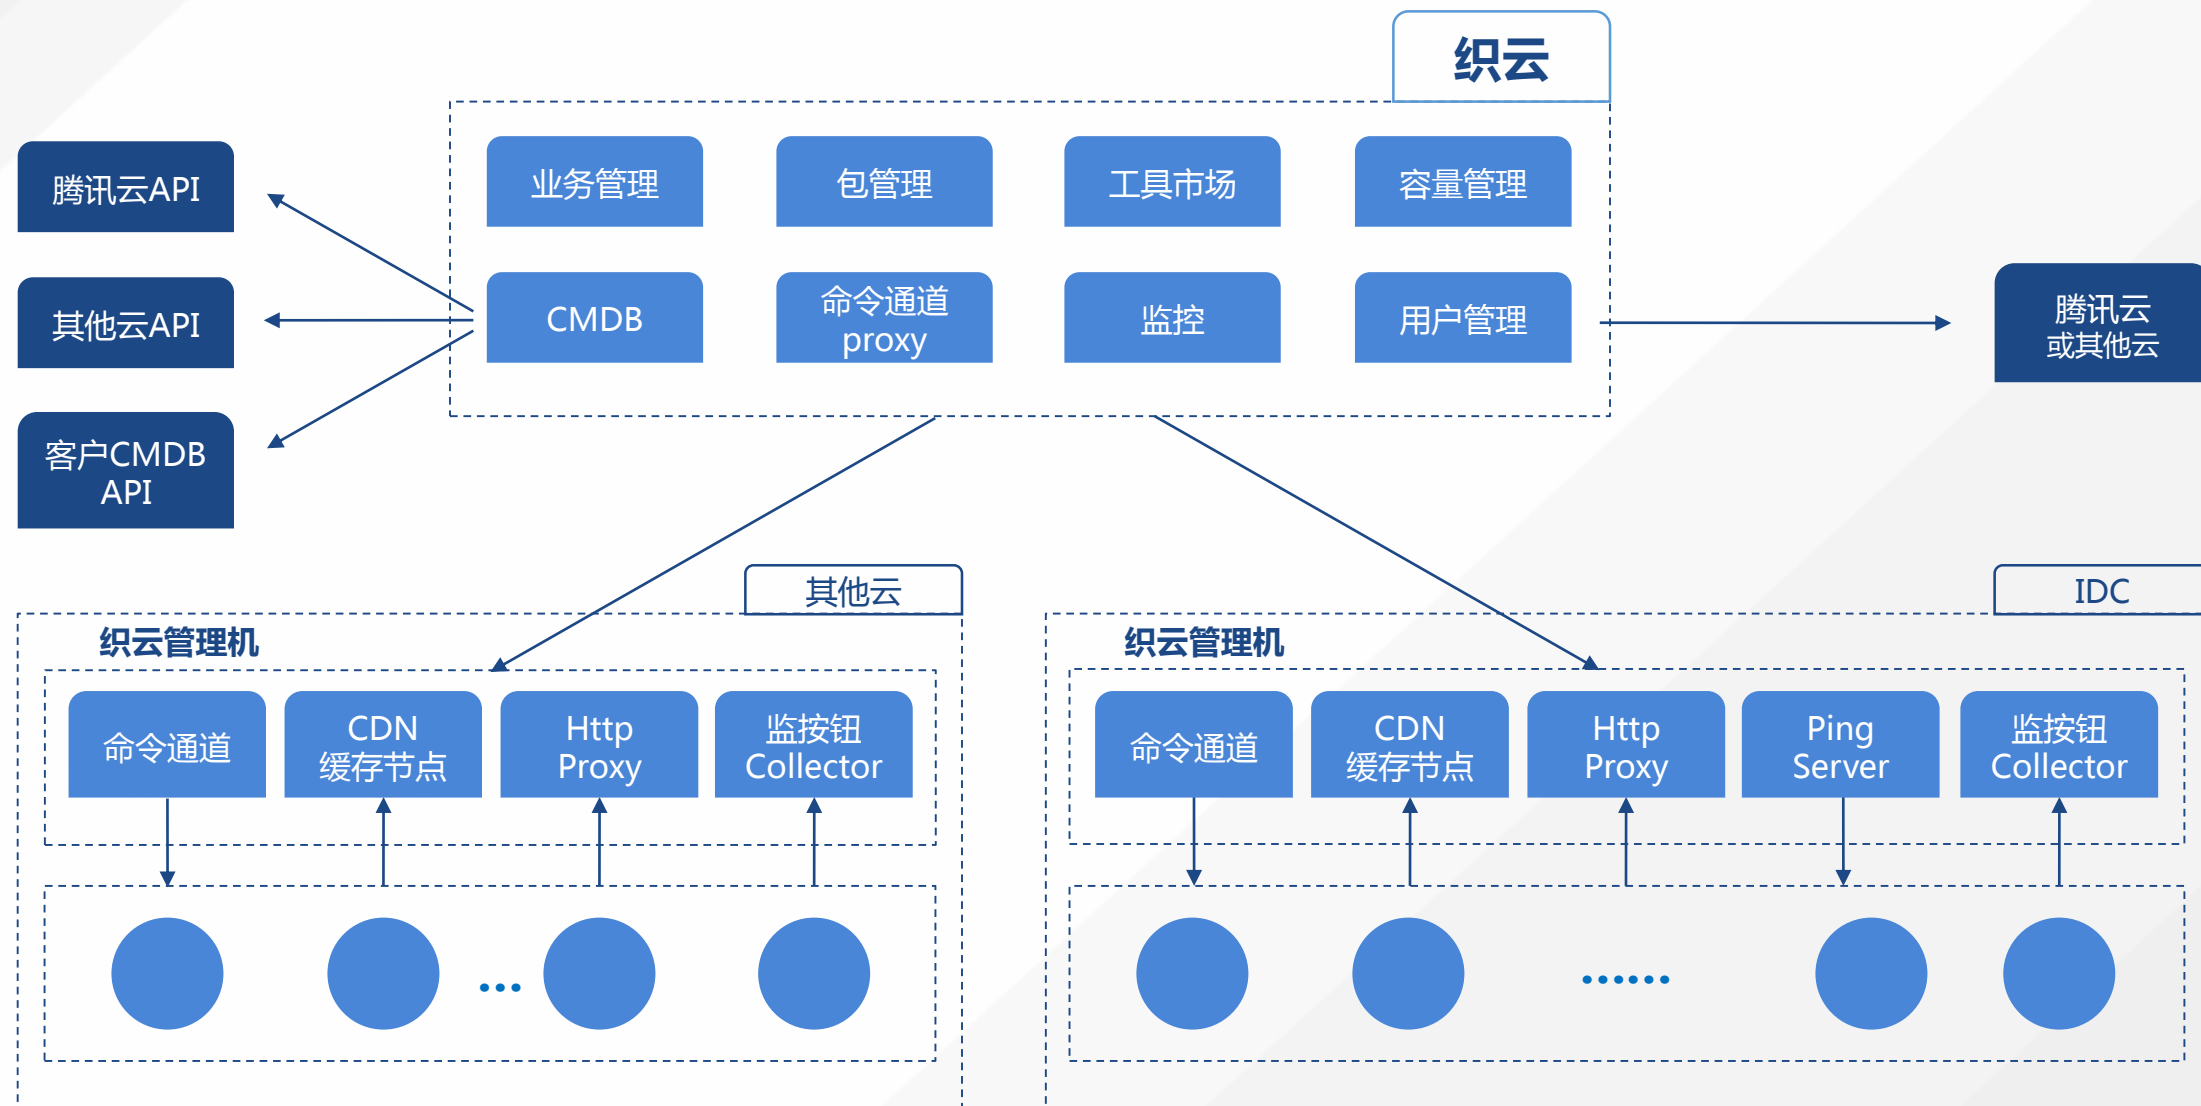 织云
业务管理
包管理
工具市场
容量管理
腾讯云API
其他云API
客户CMDB
API
CMDB
命令通道
proxy
监控
用户管理
腾讯云
或其他云
其他云
织云管理机
命令通道
CDN
缓存节点
Http
Proxy
监按钮
Collector
...
IDC
织云管理机
命令通道
CDN
缓存节点
Http
Proxy
Ping
Server
监按钮
Collector
......